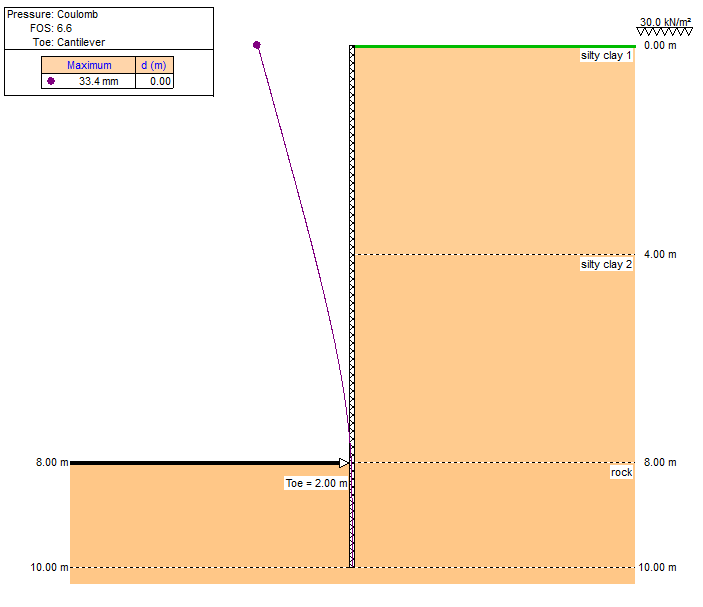 Pressure: Coulomb
FOS: 6.6
Toe: Cantilever
Maximum d (m)
33.4 mm 0.00
30.0 kN/m²
0.00 m
silty clay 1
4.00 m
silty clay 2
8.00 m
8.00 m
rock
Toe = 2.00 m
10.00 m
10.00 m